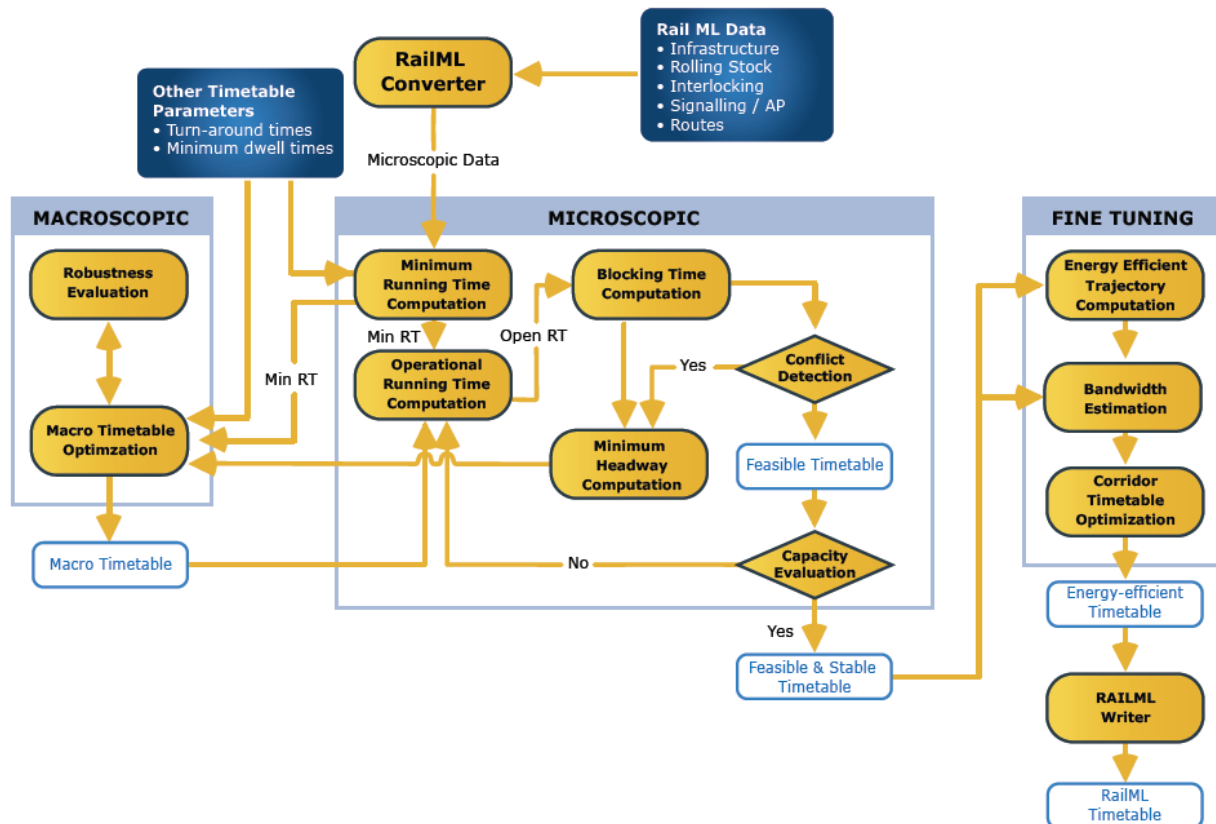 Rail ML Data
• Infrastructure
• Rolling Stock
• Interlocking
• Signalling / AP
• Routes
RailML
Converter
Other Timetable
Parameters
• Turn-around times
• Minimum dwell times
Microscopic Data
MACROSCOPIC
MICROSCOPIC
FINE TUNING
Robustness
Evaluation
Minimum
Running Time
Computation
Blocking Time
Computation
Energy Efficient
Trajectory
Computation
Min RT
Open RT
Min RT
Operational
Running Time
Computation
Yes
Conflict
Detection
Bandwidth
Estimation
Macro Timetable
Optimzation
Minimum
Headway
Computation
Feasible Timetable
Corridor
Timetable
Optimization
Macro Timetable
No
Capacity
Evaluation
Energy-efficient
Timetable
Yes
Feasible & Stable
Timetable
RAILML
Writer
RailML
Timetable